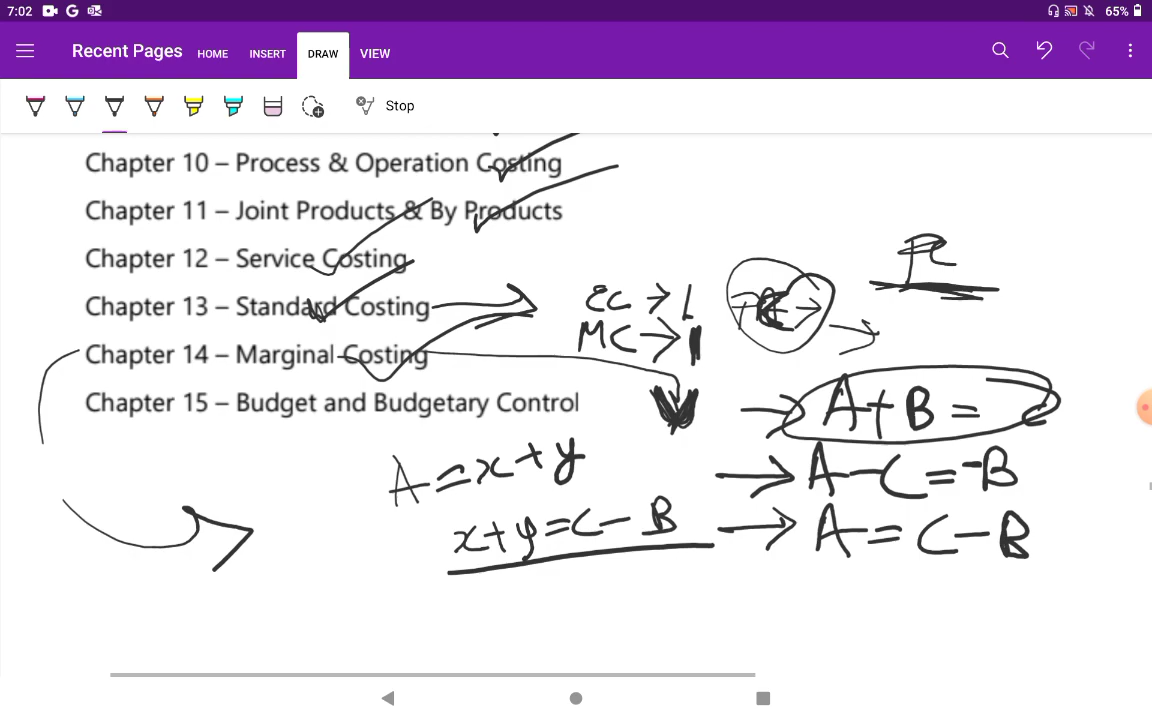 7:02 65%
Recent Pages HOME INSERT DRAW VIEW
Stop
Chapter 10 – Process & Operation Costing
Chapter 11 – Joint Products & By Products
Chapter 12 – Service Costing
Chapter 13 – Standard Costing
Chapter 14 – Marginal Costing
Chapter 15 – Budget and Budgetary Control
MC →
A+B =
A=x+y
A-C=-B
x+y=C-B
A=C-B